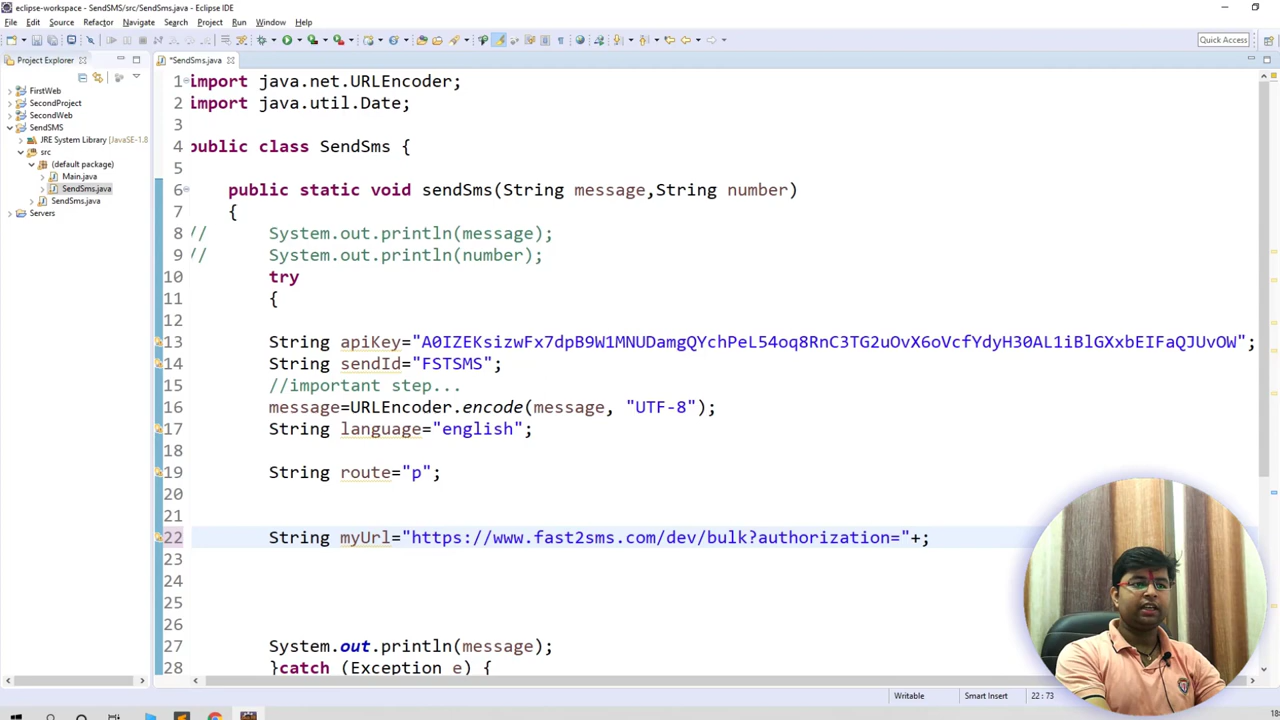 eclipse-workspace - SendSMS/src/SendSms.java - Eclipse IDE
File Edit Source Refactor Navigate Search Project Run Window Help
Quick Access
Project Explorer
*SendSms.java
FirstWeb
SecondProject
SecondWeb
SendSMS
JRE System Library [JavaSE-1.8
src
(default package)
Main.java
SendSms.java
SendSms.java
Servers
1 import java.net.URLEncoder;
2 import java.util.Date;
3
4 public class SendSms {
5
6 public static void sendSms(String message,String number)
7 {
8 // System.out.println(message);
9 // System.out.println(number);
10 try
11 {
12
13 String apiKey="A0IZEKsizwFx7dpB9W1MNUDamgQYchPeL54oq8RnC3TG2uOvX6oVcfYdyH30AL1iBlGXxbEIFaQJUvOW";
14 String sendId="FSTSMS";
15 //important step...
16 message=URLEncoder.encode(message, "UTF-8");
17 String language="english";
18
19 String route="p";
20
21
22 String myUrl="https://www.fast2sms.com/dev/bulk?authorization="+;
23
24
25
26
27 System.out.println(message);
28 }catch (Exception e) {
Writable
Smart Insert
22 : 73